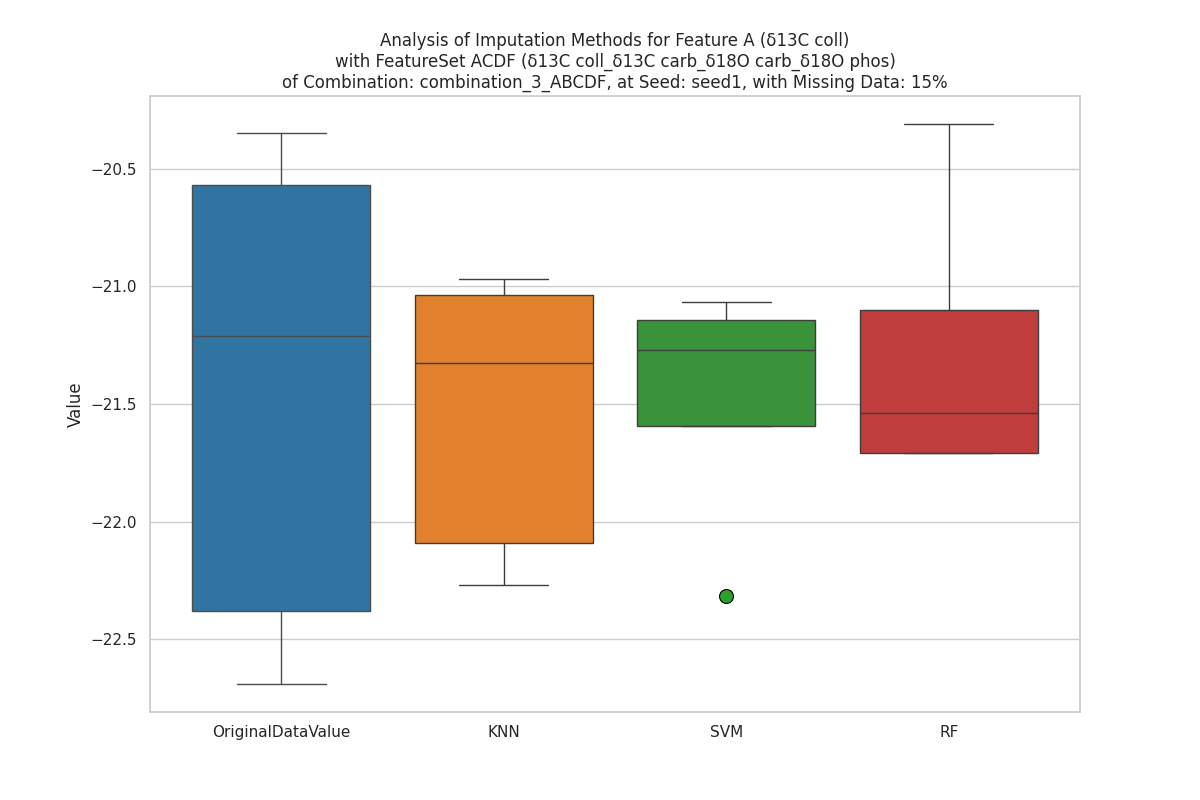 Analysis of Imputation Methods for Feature A (δ13C coll)
with FeatureSet ACDF (δ13C coll_δ13C carb_δ18O carb_δ18O phos)
of Combination: combination_3_ABCDF, at Seed: seed1, with Missing Data: 15%
−20.5
−21.0
−21.5
−22.0
−22.5
Value
OriginalDataValue
KNN
SVM
RF